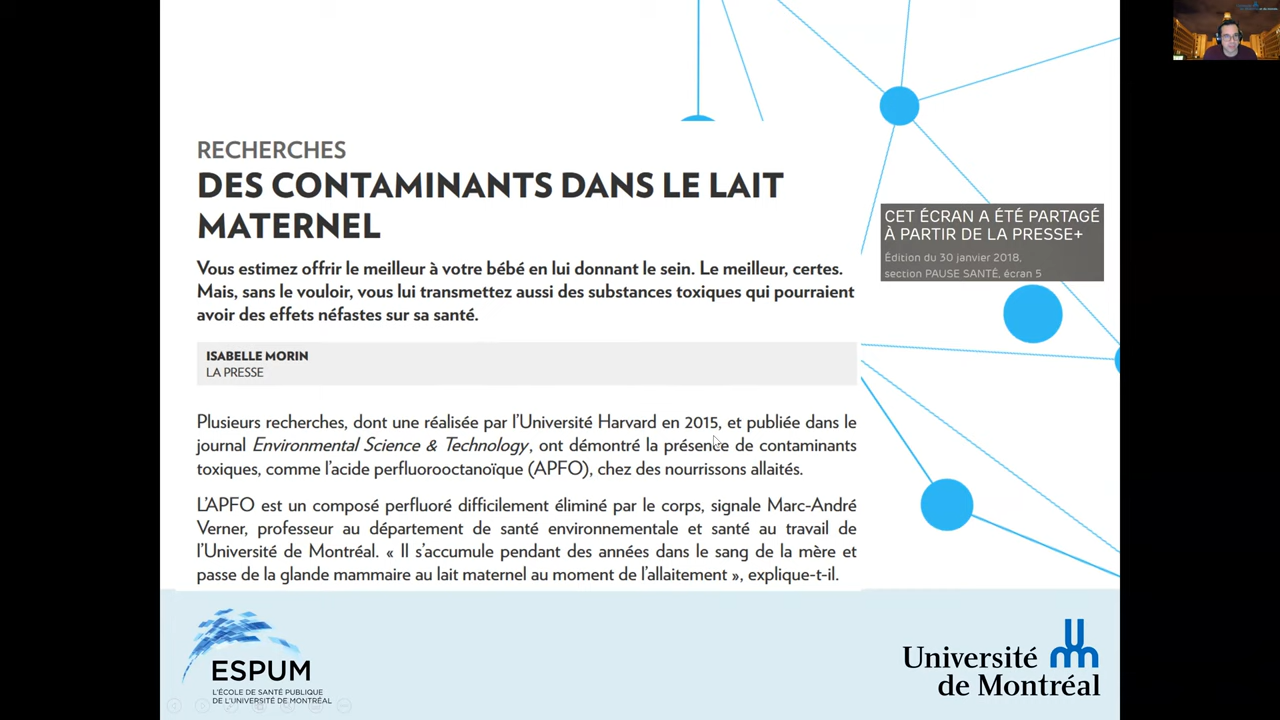 RECHERCHES
DES CONTAMINANTS DANS LE LAIT
MATERNEL
Vous estimez offrir le meilleur à votre bébé en lui donnant le sein. Le meilleur, certes.
Mais, sans le vouloir, vous lui transmettez aussi des substances toxiques qui pourraient
avoir des effets néfastes sur sa santé.
ISABELLE MORIN
LA PRESSE
Plusieurs recherches, dont une réalisée par l'Université Harvard en 2015, et publiée dans le
journal Environmental Science & Technology, ont démontré la présence de contaminants
toxiques, comme l'acide perfluorooctanoïque (APFO), chez des nourrissons allaités.
L'APFO est un composé perfluoré difficilement éliminé par le corps, signale Marc-André
Verner, professeur au département de santé environnementale et santé au travail de
l'Université de Montréal. « Il s'accumule pendant des années dans le sang de la mère et
passe de la glande mammaire au lait maternel au moment de l'allaitement », explique-t-il.
CET ÉCRAN A ÉTÉ PARTAGÉ
À PARTIR DE LA PRESSE+
Édition du 30 janvier 2018,
section PAUSE SANTÉ, écran 5
ESPUM
L'ÉCOLE DE SANTÉ PUBLIQUE
DE L'UNIVERSITÉ DE MONTRÉAL
Université
de Montréal